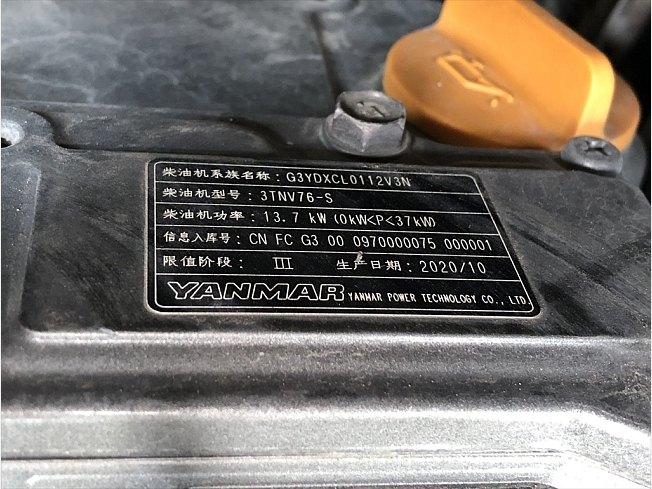 柴油机系族名称：G3YDXCL0112V3N
柴油机型号：3TNV76-S
柴油机功率：13.7 kW (0kW<P<37kW)
信息入库号：CN FC G3 00 0970000075 000001
限值阶段： III 生产日期：2020/10
YANMAR YANMAR POWER TECHNOLOGY CO., LTD.